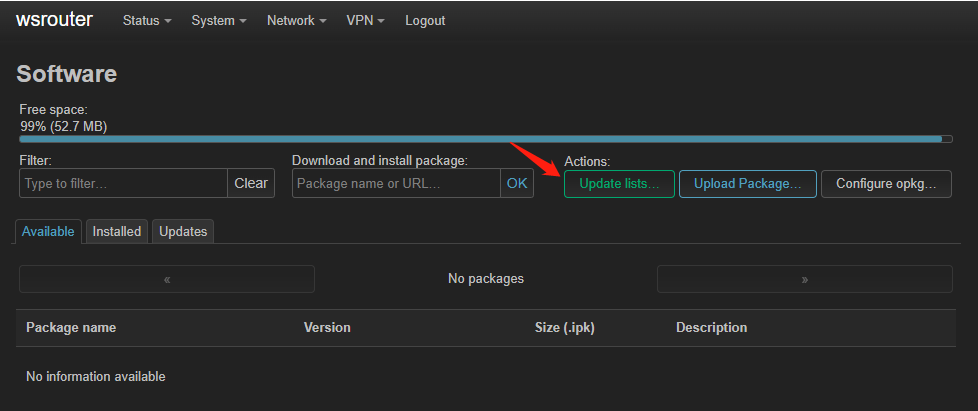 wsrouter Status System Network VPN Logout
Software
Free space:
99% (52.7 MB)
Filter: Download and install package: Actions:
Type to filter... Clear Package name or URL... OK Update lists... Upload Package... Configure opkg...
Available Installed Updates
« No packages »
Package name Version Size (.ipk) Description
No information available